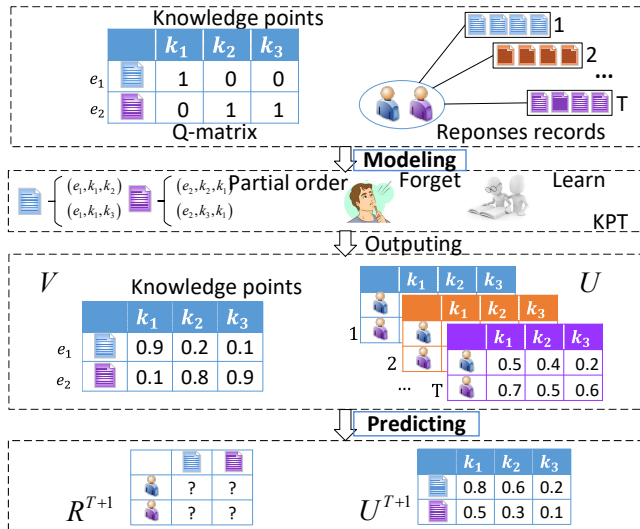 Knowledge points
k₁ k₂ k₃
e₁ 1 0 0
e₂ 0 1 1
Q-matrix
1
2
...
T
Reponses records
Modeling
(e₁,k₁,k₂)
(e₁,k₁,k₃)
(e₂,k₂,k₁)
(e₂,k₃,k₁)
Partial order
Forget
Learn
KPT
Outputing
V
Knowledge points
k₁ k₂ k₃
e₁ 0.9 0.2 0.1
e₂ 0.1 0.8 0.9
U
k₁ k₂ k₃
1
k₁ k₂ k₃
2
...
T
k₁ k₂ k₃
0.5 0.4 0.2
0.7 0.5 0.6
Predicting
R^{T+1}
? ?
? ?
U^{T+1}
k₁ k₂ k₃
0.8 0.6 0.2
0.5 0.3 0.1